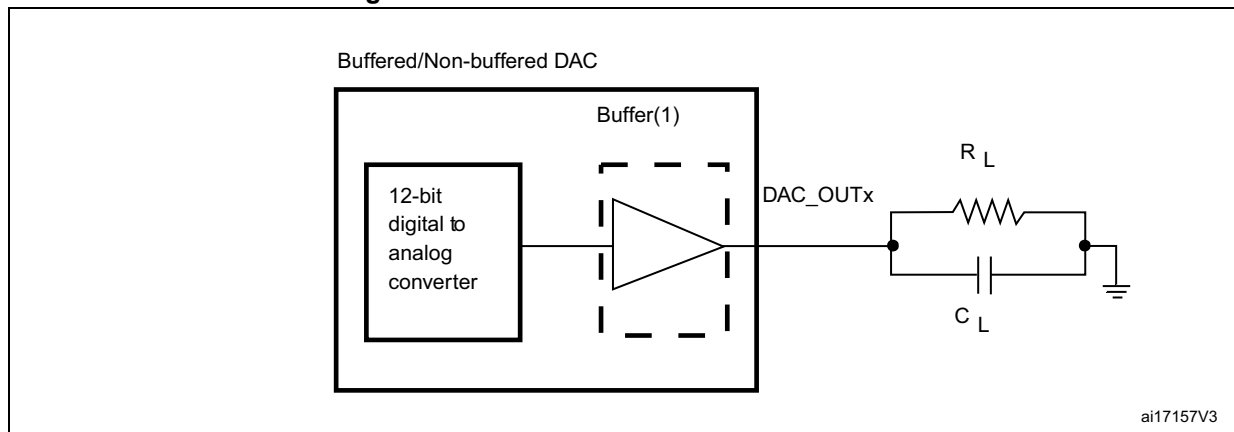 Buffered/Non-buffered DAC
Buffer(1)
12-bit
digital to
analog
converter
DAC_OUTx
R L
C L
ai17157V3